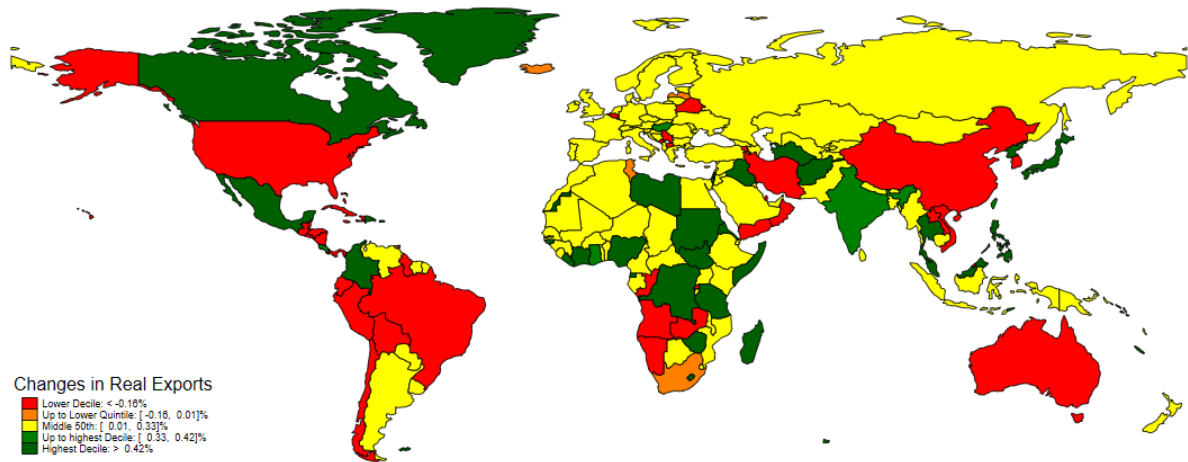 Changes in Real Exports
Lower Decile: < -0.16%
Up to Lower Quintile: [ -0.16, 0.01]%
Middle 50th: [ 0.01, 0.33]%
Up to highest Decile: [ 0.33, 0.42]%
Highest Decile: > 0.42%